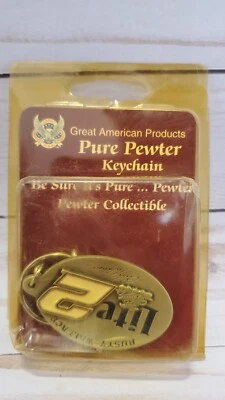 Great American Products
Pure Pewter
Keychain
Be Sure It's Pure ... Pewter
Pewter Collectible
2
lite
RUSTY WALLACE